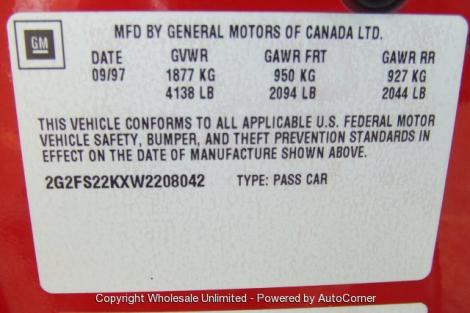 GM
MFD BY GENERAL MOTORS OF CANADA LTD.
DATE GVWR GAWR FRT GAWR RR
09/97 1877 KG 950 KG 927 KG
4138 LB 2094 LB 2044 LB
THIS VEHICLE CONFORMS TO ALL APPLICABLE U.S. FEDERAL MOTOR
VEHICLE SAFETY, BUMPER, AND THEFT PREVENTION STANDARDS IN
EFFECT ON THE DATE OF MANUFACTURE SHOWN ABOVE.
2G2FS22KXW2208042 TYPE: PASS CAR
Copyright Wholesale Unlimited - Powered by AutoCorner